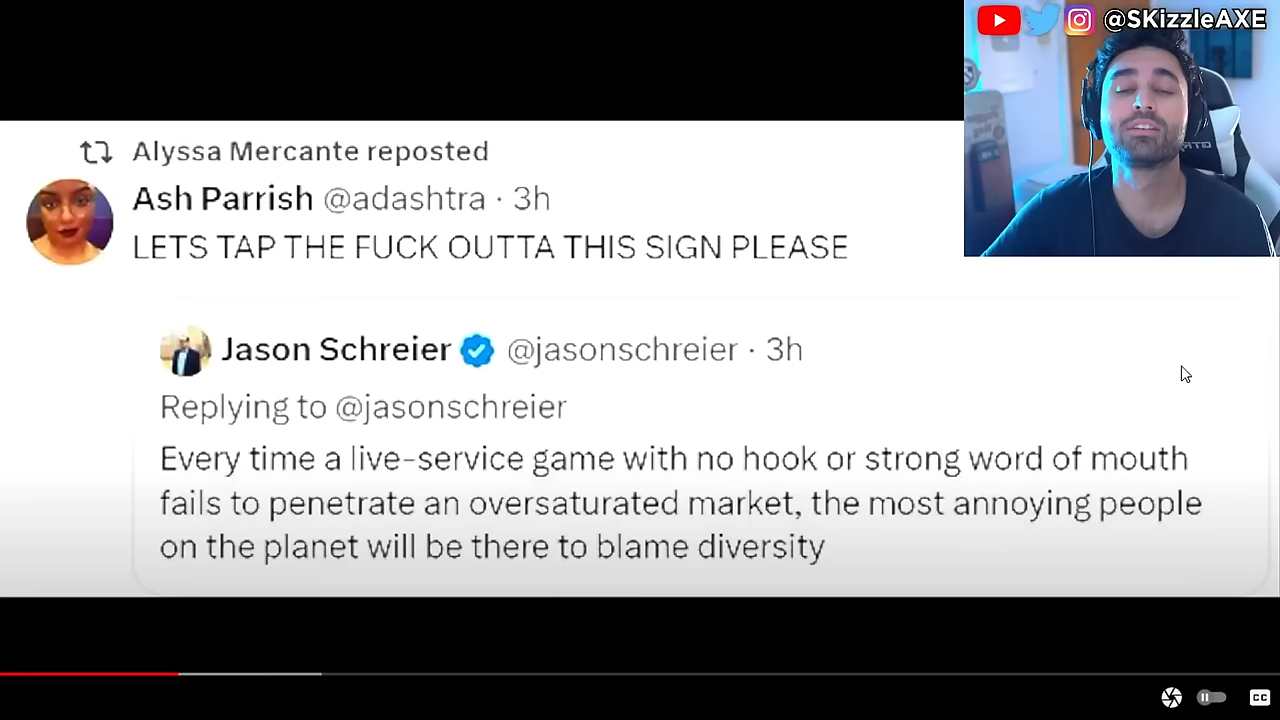 @SKizzleAXE
Alyssa Mercante reposted
Ash Parrish @adashtra · 3h
LETS TAP THE FUCK OUTTA THIS SIGN PLEASE
Jason Schreier @jasonschreier · 3h
Replying to @jasonschreier
Every time a live-service game with no hook or strong word of mouth
fails to penetrate an oversaturated market, the most annoying people
on the planet will be there to blame diversity
CC